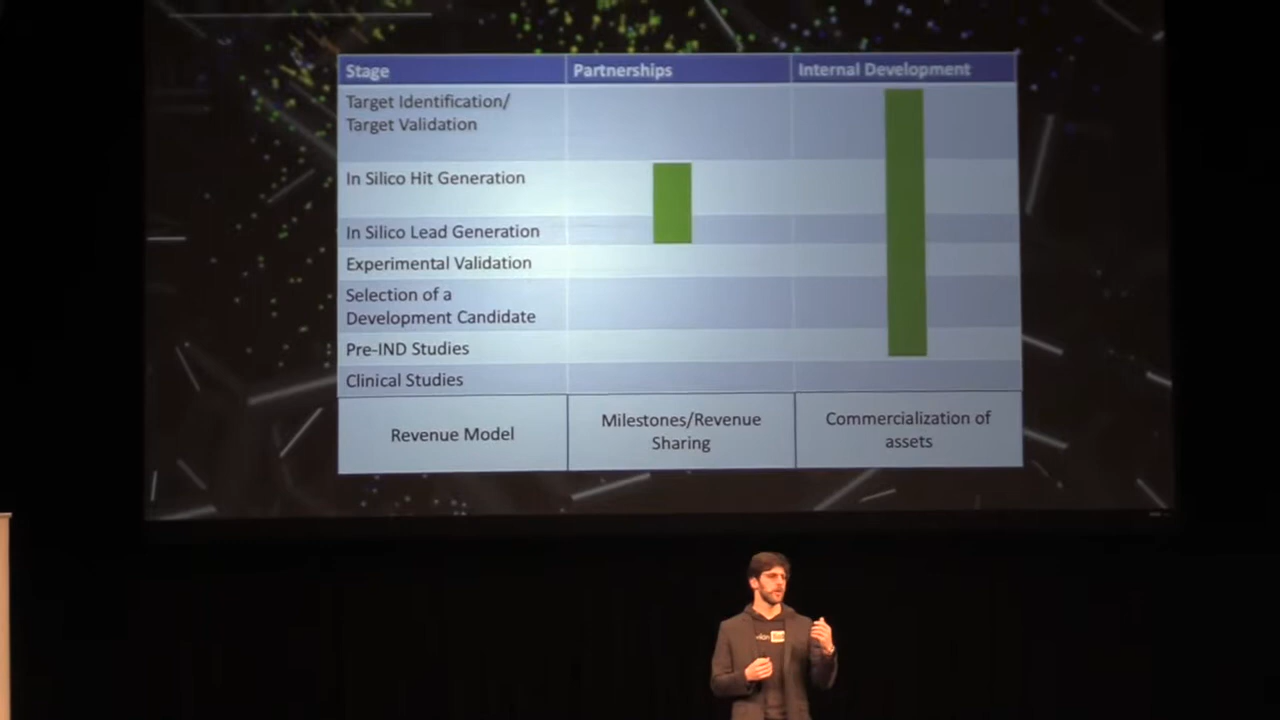 Stage Partnerships Internal Development
Target Identification/
Target Validation
In Silico Hit Generation
In Silico Lead Generation
Experimental Validation
Selection of a
Development Candidate
Pre-IND Studies
Clinical Studies
Revenue Model
Milestones/Revenue
Sharing
Commercialization of
assets